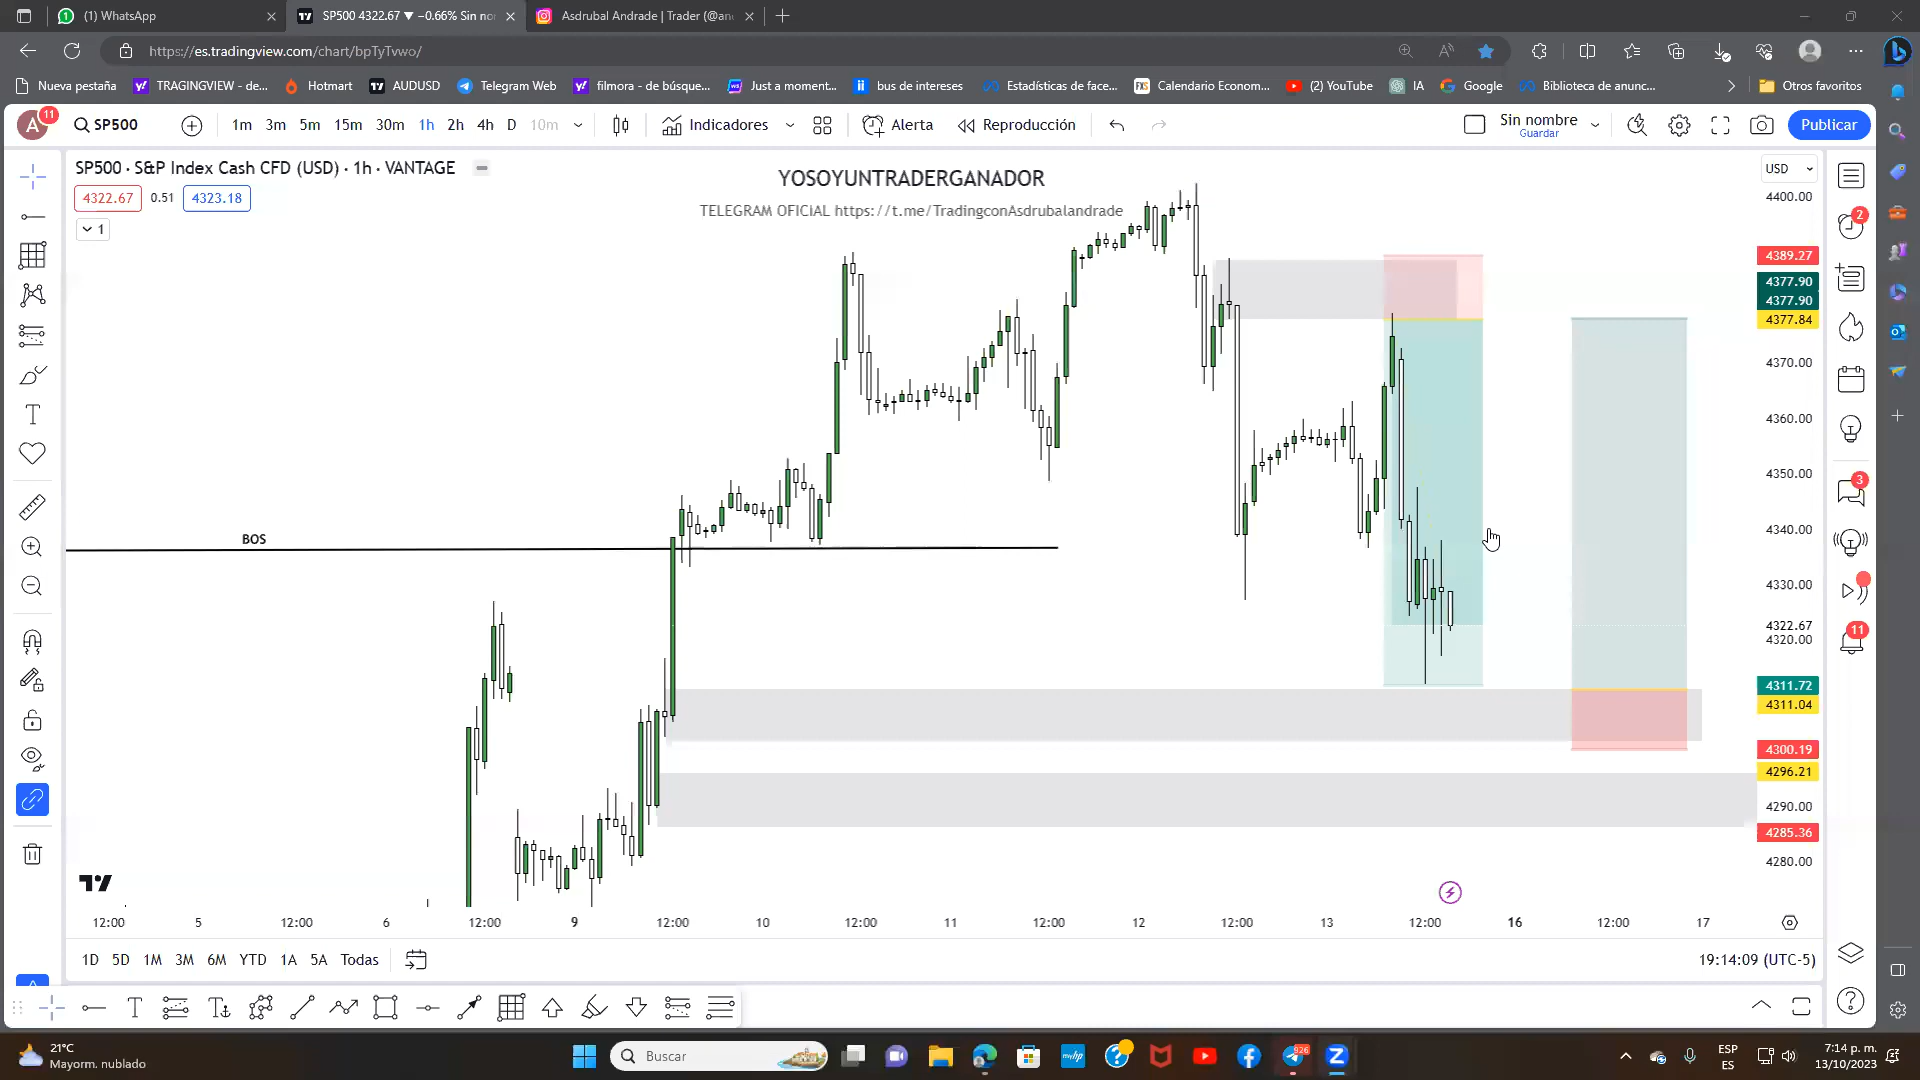 (1) WhatsApp
SP500 4322.67 ▼ −0.66% Sin no
Asdrubal Andrade | Trader (@an
https://es.tradingview.com/chart/bpTyTvwo/
Nueva pestaña
TRAGINGVIEW - de...
Hotmart
AUDUSD
Telegram Web
filmora - de búsque...
Just a moment...
bus de intereses
Estadísticas de face...
Calendario Econom...
(2) YouTube
IA
Google
Biblioteca de anunc...
Otros favoritos
A
11
SP500
1m 3m 5m 15m 30m 1h 2h 4h D 10m
Indicadores
Alerta
Reproducción
Sin nombre
Guardar
Publicar
SP500 · S&P Index Cash CFD (USD) · 1h · VANTAGE
4322.67 0.51 4323.18
1
YOSOYUNTRADERGANADOR
TELEGRAM OFICIAL https://t.me/TradingconAsdrubalandrade
USD
4400.00
4389.27
4377.90
4377.90
4377.84
4370.00
4360.00
4350.00
4340.00
4330.00
4322.67
4320.00
4311.72
4311.04
4300.19
4296.21
4290.00
4285.36
4280.00
BOS
2
3
11
12:00 5 12:00 6 12:00 9 12:00 10 12:00 11 12:00 12 12:00 13 12:00 16 12:00 17
1D 5D 1M 3M 6M YTD 1A 5A Todas
19:14:09 (UTC-5)
21°C
Mayorm. nublado
Buscar
926
ESP
ES
7:14 p. m.
13/10/2023